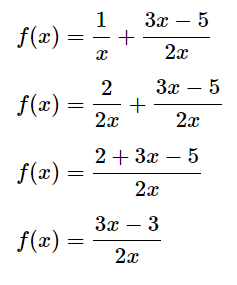 f(x) = 1/x + (3x − 5)/(2x)
f(x) = 2/(2x) + (3x − 5)/(2x)
f(x) = (2 + 3x − 5)/(2x)
f(x) = (3x − 3)/(2x)